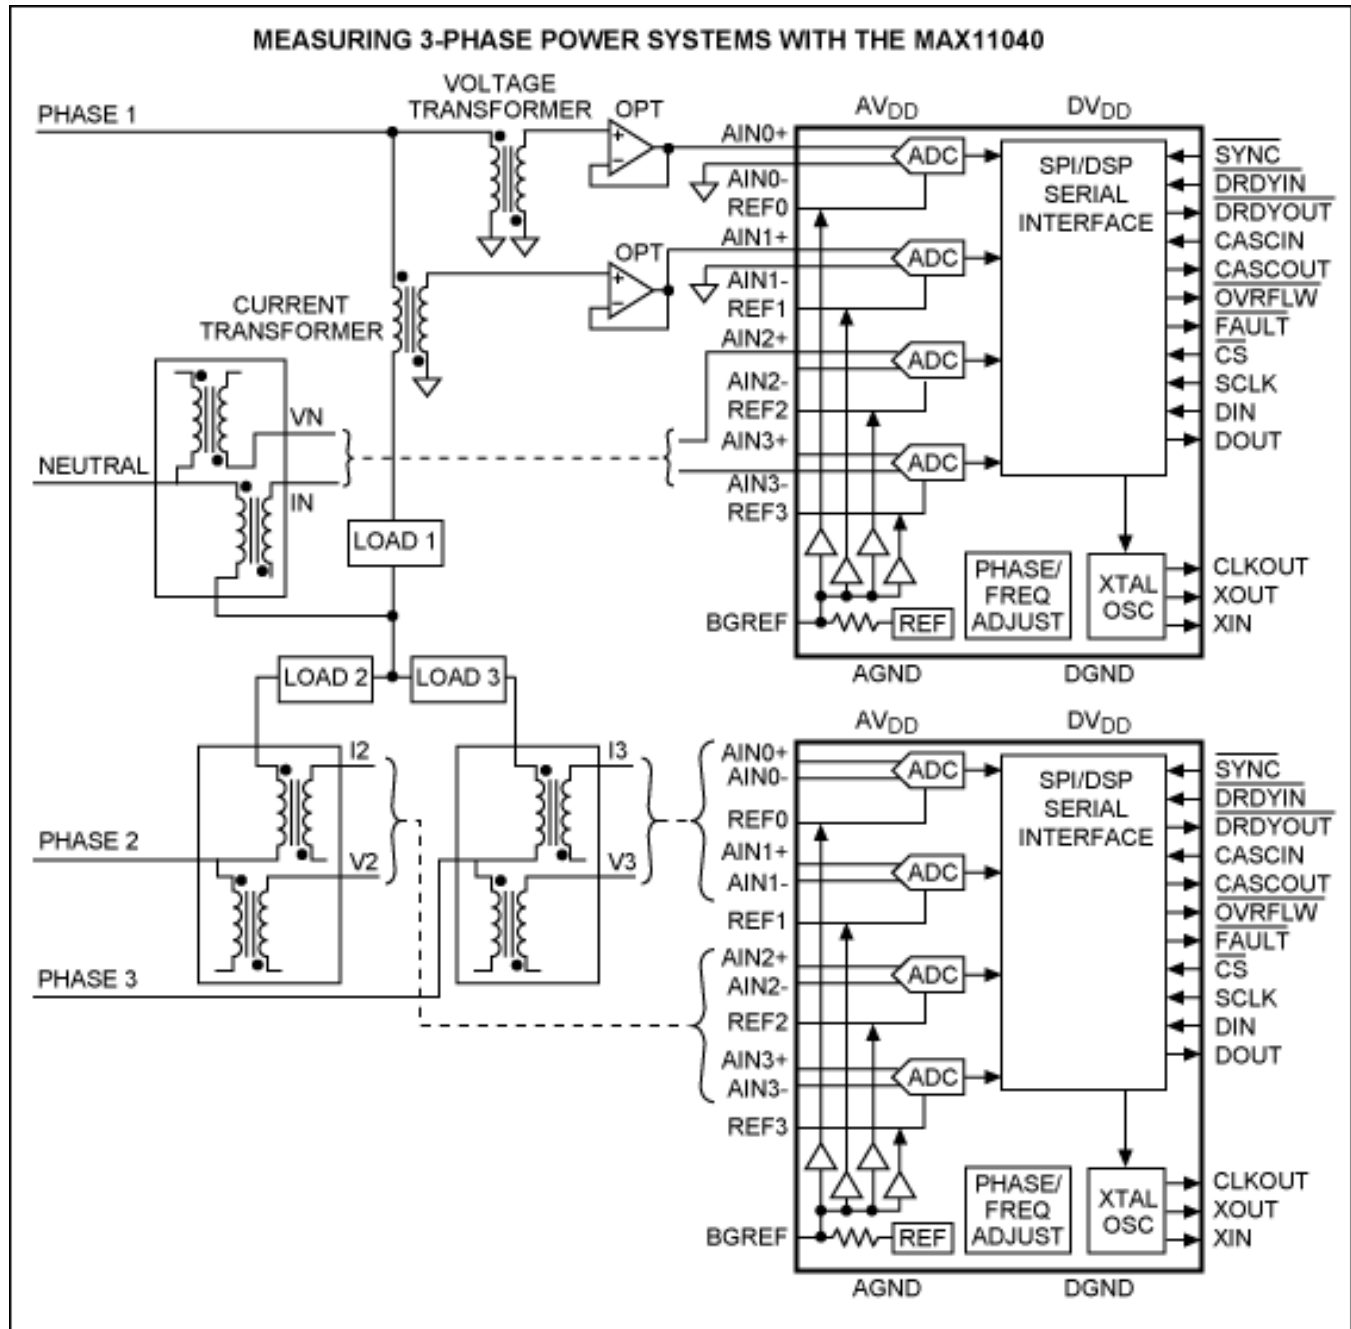 MEASURING 3-PHASE POWER SYSTEMS WITH THE MAX11040
PHASE 1
VOLTAGE
TRANSFORMER
OPT
OPT
CURRENT
TRANSFORMER
VN
NEUTRAL
IN
LOAD 1
LOAD 2
LOAD 3
I2
I3
PHASE 2
V2
V3
PHASE 3
AVDD
DVDD
AIN0+
AIN0-
REF0
AIN1+
AIN1-
REF1
AIN2+
AIN2-
REF2
AIN3+
AIN3-
REF3
BGREF
ADC
ADC
ADC
ADC
SPI/DSP
SERIAL
INTERFACE
REF
PHASE/
FREQ
ADJUST
XTAL
OSC
SYNC
DRDYIN
DRDYOUT
CASCIN
CASCOUT
OVRFLW
FAULT
CS
SCLK
DIN
DOUT
CLKOUT
XOUT
XIN
AGND
DGND
AVDD
DVDD
AIN0+
AIN0-
REF0
AIN1+
AIN1-
REF1
AIN2+
AIN2-
REF2
AIN3+
AIN3-
REF3
BGREF
ADC
ADC
ADC
ADC
SPI/DSP
SERIAL
INTERFACE
REF
PHASE/
FREQ
ADJUST
XTAL
OSC
SYNC
DRDYIN
DRDYOUT
CASCIN
CASCOUT
OVRFLW
FAULT
CS
SCLK
DIN
DOUT
CLKOUT
XOUT
XIN
AGND
DGND